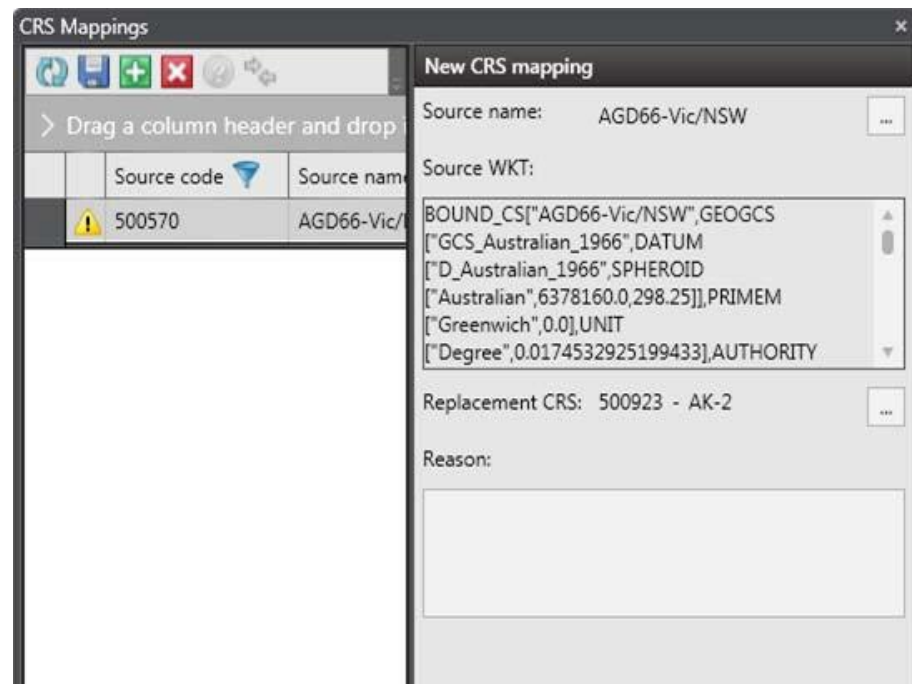 CRS Mappings
Drag a column header and drop
Source code
Source name
500570
AGD66-Vic/
New CRS mapping
Source name: AGD66-Vic/NSW
...
Source WKT:
BOUND_CS["AGD66-Vic/NSW",GEOGCS
["GCS_Australian_1966",DATUM
["D_Australian_1966",SPHEROID
["Australian",6378160.0,298.25]],PRIMEM
["Greenwich",0.0],UNIT
["Degree",0.0174532925199433],AUTHORITY
Replacement CRS: 500923 - AK-2
...
Reason: